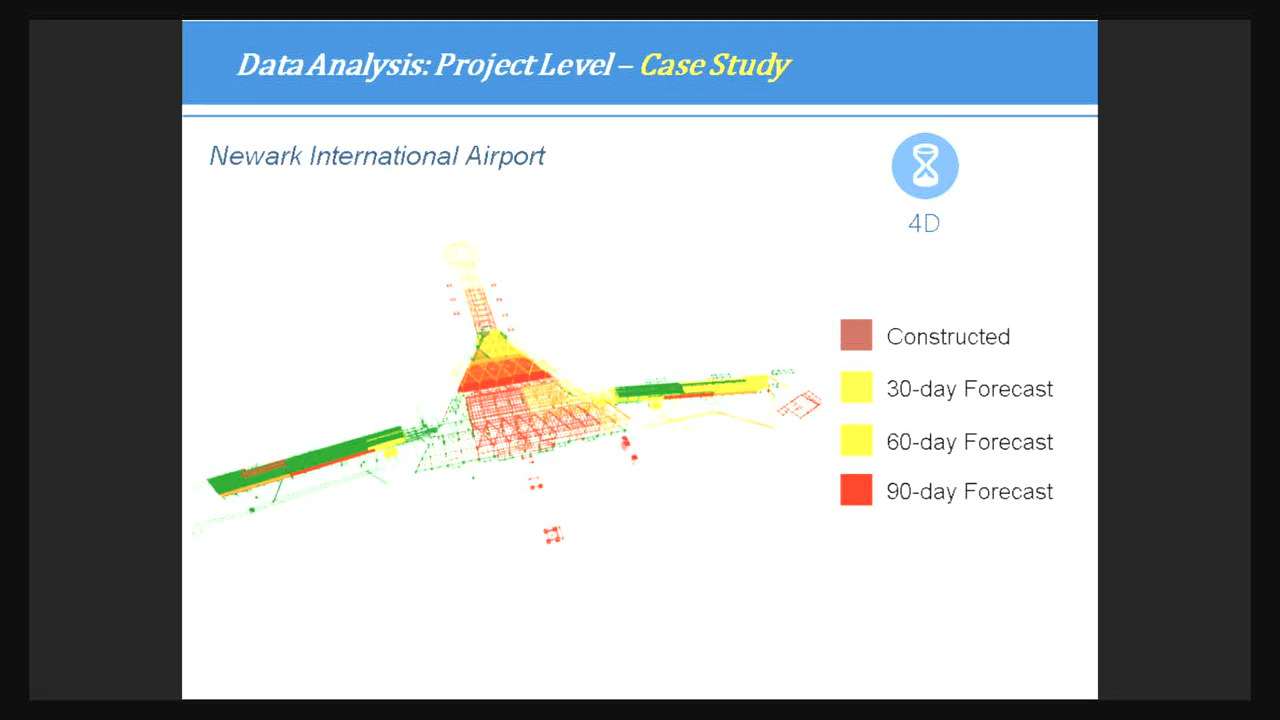 Data Analysis: Project Level – Case Study
Newark International Airport
4D
Constructed
30-day Forecast
60-day Forecast
90-day Forecast